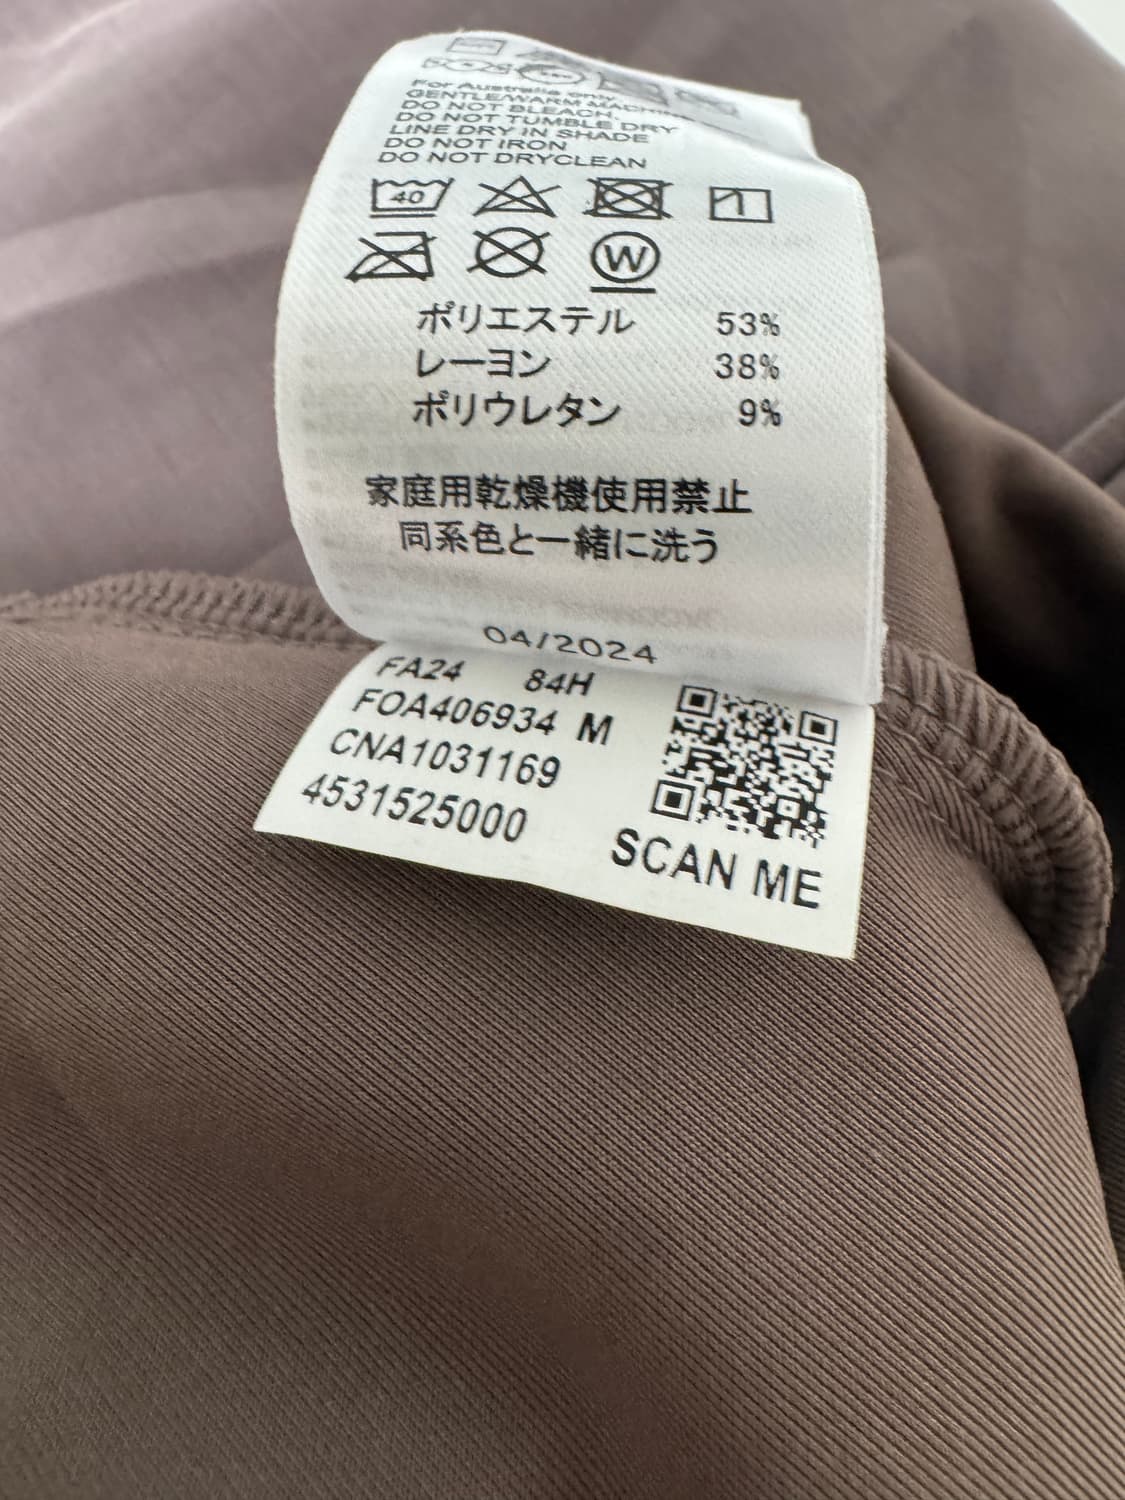 For Australia only
GENTLE/WARM MACHINE
DO NOT BLEACH.
DO NOT TUMBLE DRY
LINE DRY IN SHADE
DO NOT IRON
DO NOT DRYCLEAN
40
W
ポリエステル 53%
レーヨン 38%
ポリウレタン 9%
家庭用乾燥機使用禁止
同系色と一緒に洗う
04/2024
FA24 84H
FOA406934 M
CNA1031169
4531525000
SCAN ME